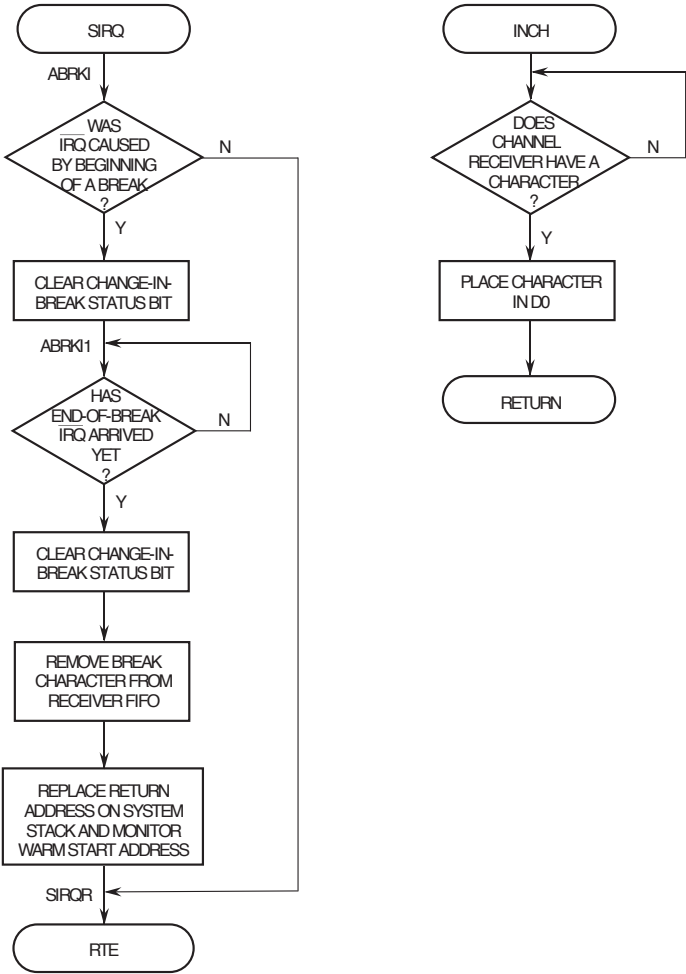 SIRQ
ABRKI
WAS
IRQ CAUSED
BY BEGINNING
OF A BREAK
?
N
Y
CLEAR CHANGE-IN-
BREAK STATUS BIT
ABRKI1
HAS
END-OF-BREAK
IRQ ARRIVED
YET
?
N
Y
CLEAR CHANGE-IN-
BREAK STATUS BIT
REMOVE BREAK
CHARACTER FROM
RECEIVER FIFO
REPLACE RETURN
ADDRESS ON SYSTEM
STACK AND MONITOR
WARM START ADDRESS
SIRQR
RTE
INCH
DOES
CHANNEL
RECEIVER HAVE A
CHARACTER
?
N
Y
PLACE CHARACTER
IN D0
RETURN